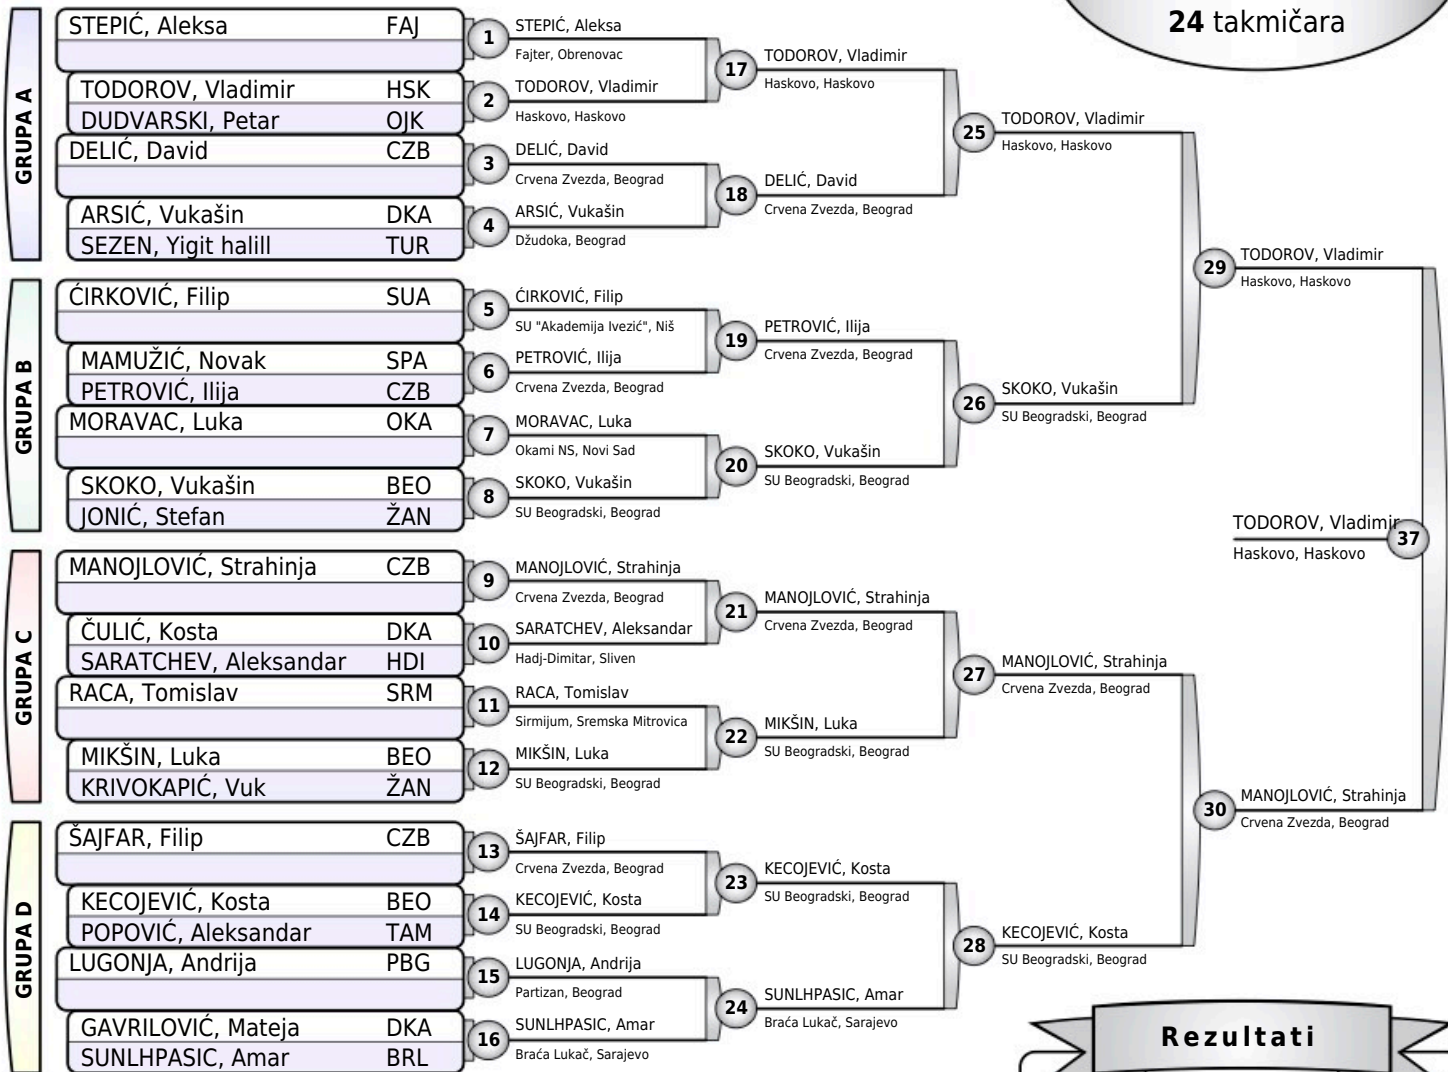 24 takmičara
GRUPA A
STEPIĆ, Aleksa FAJ
TODOROV, Vladimir HSK
DUDVARSKI, Petar OJK
DELIĆ, David CZB
ARSIĆ, Vukašin DKA
SEZEN, Yigit halill TUR
GRUPA B
ĆIRKOVIĆ, Filip SUA
MAMUŽIĆ, Novak SPA
PETROVIĆ, Ilija CZB
MORAVAC, Luka OKA
SKOKO, Vukašin BEO
JONIĆ, Stefan ŽAN
GRUPA C
MANOJLOVIĆ, Strahinja CZB
ČULIĆ, Kosta DKA
SARATCHEV, Aleksandar HDI
RACA, Tomislav SRM
MIKŠIN, Luka BEO
KRIVOKAPIĆ, Vuk ŽAN
GRUPA D
ŠAJFAR, Filip CZB
KECOJEVIĆ, Kosta BEO
POPOVIĆ, Aleksandar TAM
LUGONJA, Andrija PBG
GAVRILOVIĆ, Mateja DKA
SUNLHPASIC, Amar BRL
1 STEPIĆ, Aleksa
Fajter, Obrenovac
2 TODOROV, Vladimir
Haskovo, Haskovo
3 DELIĆ, David
Crvena Zvezda, Beograd
4 ARSIĆ, Vukašin
Džudoka, Beograd
5 ĆIRKOVIĆ, Filip
SU "Akademija Ivezić", Niš
6 PETROVIĆ, Ilija
Crvena Zvezda, Beograd
7 MORAVAC, Luka
Okami NS, Novi Sad
8 SKOKO, Vukašin
SU Beogradski, Beograd
9 MANOJLOVIĆ, Strahinja
Crvena Zvezda, Beograd
10 SARATCHEV, Aleksandar
Hadj-Dimitar, Sliven
11 RACA, Tomislav
Sirmijum, Sremska Mitrovica
12 MIKŠIN, Luka
SU Beogradski, Beograd
13 ŠAJFAR, Filip
Crvena Zvezda, Beograd
14 KECOJEVIĆ, Kosta
SU Beogradski, Beograd
15 LUGONJA, Andrija
Partizan, Beograd
16 SUNLHPASIC, Amar
Braća Lukač, Sarajevo
17 TODOROV, Vladimir
Haskovo, Haskovo
18 DELIĆ, David
Crvena Zvezda, Beograd
19 PETROVIĆ, Ilija
Crvena Zvezda, Beograd
20 SKOKO, Vukašin
SU Beogradski, Beograd
21 MANOJLOVIĆ, Strahinja
Crvena Zvezda, Beograd
22 MIKŠIN, Luka
SU Beogradski, Beograd
23 KECOJEVIĆ, Kosta
SU Beogradski, Beograd
24 SUNLHPASIC, Amar
Braća Lukač, Sarajevo
25 TODOROV, Vladimir
Haskovo, Haskovo
26 SKOKO, Vukašin
SU Beogradski, Beograd
27 MANOJLOVIĆ, Strahinja
Crvena Zvezda, Beograd
28 KECOJEVIĆ, Kosta
SU Beogradski, Beograd
29 TODOROV, Vladimir
Haskovo, Haskovo
30 MANOJLOVIĆ, Strahinja
Crvena Zvezda, Beograd
TODOROV, Vladimir 37
Haskovo, Haskovo
Rezultati